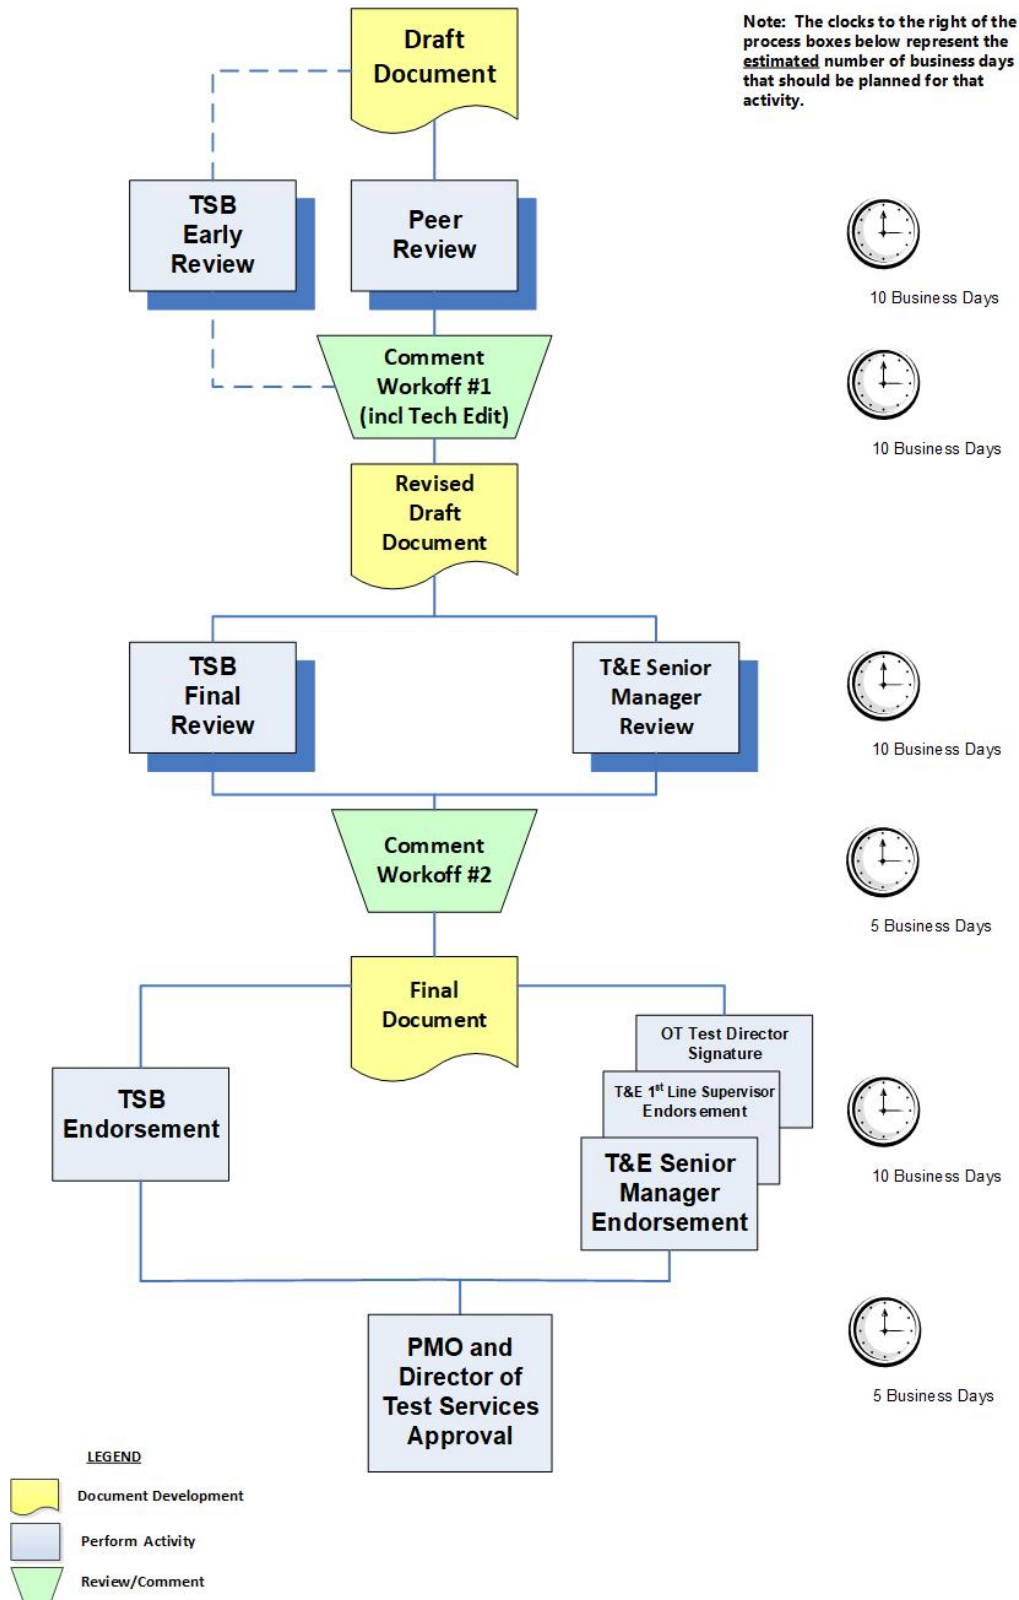 Draft
Document
Note:  The clocks to the right of the
process boxes below represent the
estimated number of business days
that should be planned for that
activity.
TSB
Early
Review
Peer
Review
10 Business Days
Comment
Workoff #1
(incl Tech Edit)
10 Business Days
Revised
Draft
Document
TSB
Final
Review
T&E Senior
Manager
Review
10 Business Days
Comment
Workoff #2
5 Business Days
Final
Document
OT Test Director
Signature
T&E 1st Line Supervisor
Endorsement
TSB
Endorsement
T&E Senior
Manager
Endorsement
10 Business Days
PMO and
Director of
Test Services
Approval
5 Business Days
LEGEND
Document Development
Perform Activity
Review/Comment